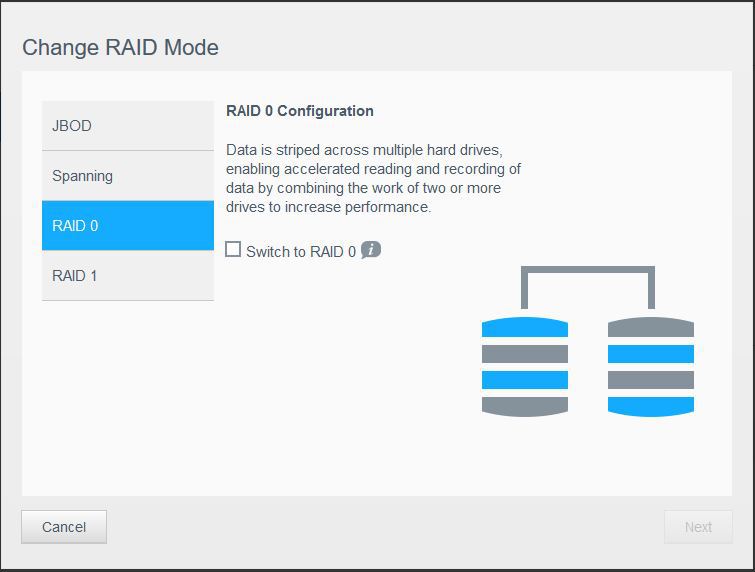 Change RAID Mode
JBOD
Spanning
RAID 0
RAID 1
RAID 0 Configuration
Data is striped across multiple hard drives,
enabling accelerated reading and recording of
data by combining the work of two or more
drives to increase performance.
Switch to RAID 0 i
Cancel
Next